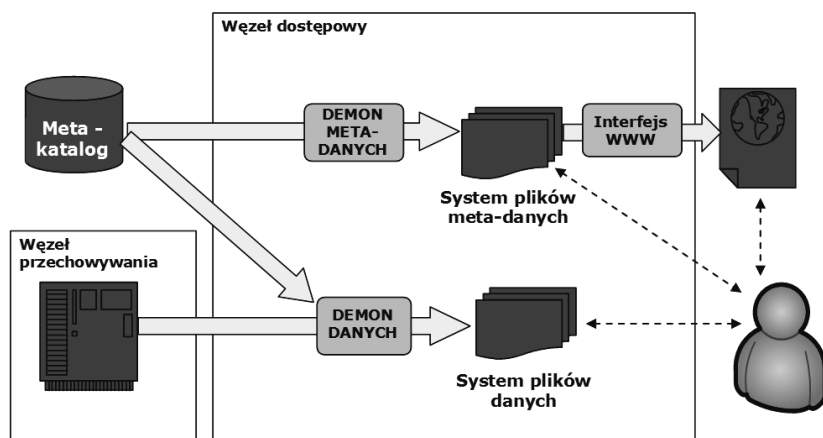 Węzeł dostępowy
Meta -
katalog
DEMON
META-
DANYCH
Interfejs
WWW
System plików
meta-danych
Węzeł
przechowywania
DEMON
DANYCH
System plików
danych